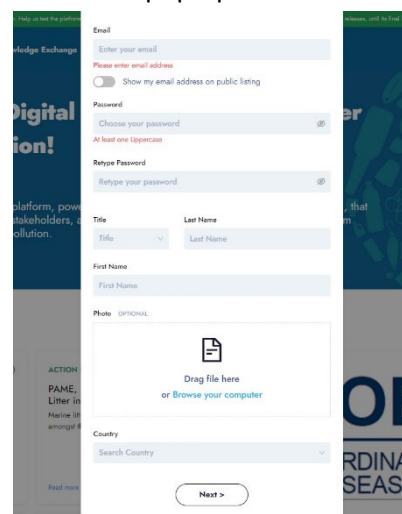 Help us test the platform
releases, until its final
wledge Exchange
Email
Enter your email
Please enter email address
Show my email address on public listing
Digital
er
Password
Choose your password
At least one Uppercase
ion!
Retype Password
Retype your password
platform, powe
, that
stakeholders, a
m
ollution.
Title
Last Name
Title
Last Name
First Name
First Name
Photo OPTIONAL
Drag file here
or Browse your computer
ACTION
PAME,
Litter in
Marine litt
amongst th
Country
Search Country
RDINA
SEAS
Read more
Next >